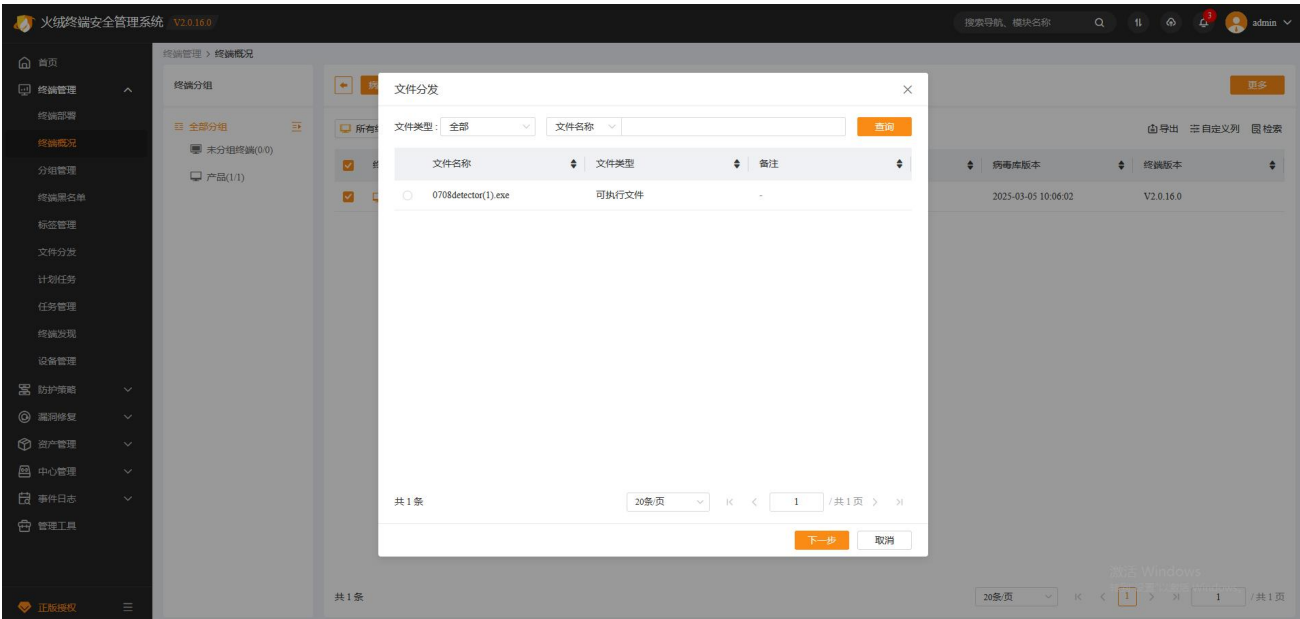 火绒终端安全管理系统 V2.0.16.0
搜索导航、模块名称
3
admin
首页
终端管理
终端部署
终端概况
分组管理
终端黑名单
标签管理
文件分发
计划任务
任务管理
终端发现
设备管理
防护策略
漏洞修复
资产管理
中心管理
事件日志
管理工具
正版授权
终端管理 > 终端概况
终端分组
全部分组
未分组终端(0/0)
产品(1/1)
更多
所有
导出 自定义列 检索
病毒库版本 终端版本
2025-03-05 10:06:02 V2.0.16.0
文件分发
文件类型: 全部 文件名称 查询
文件名称 文件类型 备注
0708detector(1).exe 可执行文件 -
共 1 条 20条/页 1 / 共 1 页
下一步 取消
激活 Windows
共 1 条 20条/页 1 1 / 共 1 页